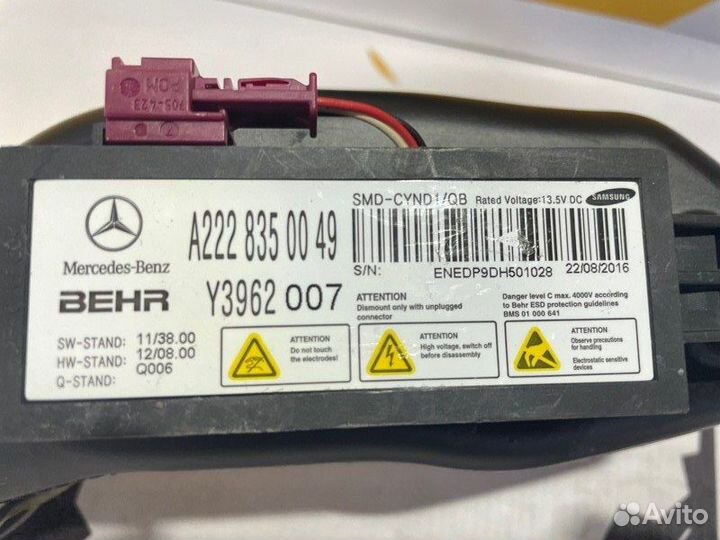 POM
705-423
Z
Mercedes-Benz
BEHR
SW-STAND: 11/38.00
HW-STAND: 12/08.00
Q-STAND: Q006
A222 835 00 49
Y3962 007
SMD-CYND1/QB Rated Voltage:13.5V DC SAMSUNG
S/N: ENEDP9DH501028 22/08/2016
ATTENTION
Dismount only with unplugged
connector
Danger level C max. 4000V according
to Behr ESD protection guidelines
BMS 01 000 641
ATTENTION
Do not touch
the electrodes!
ATTENTION
High voltage, switch off
before disassembly
ATTENTION
Observe precautions
for handling
Electrostatic sensitive
devices
Avito